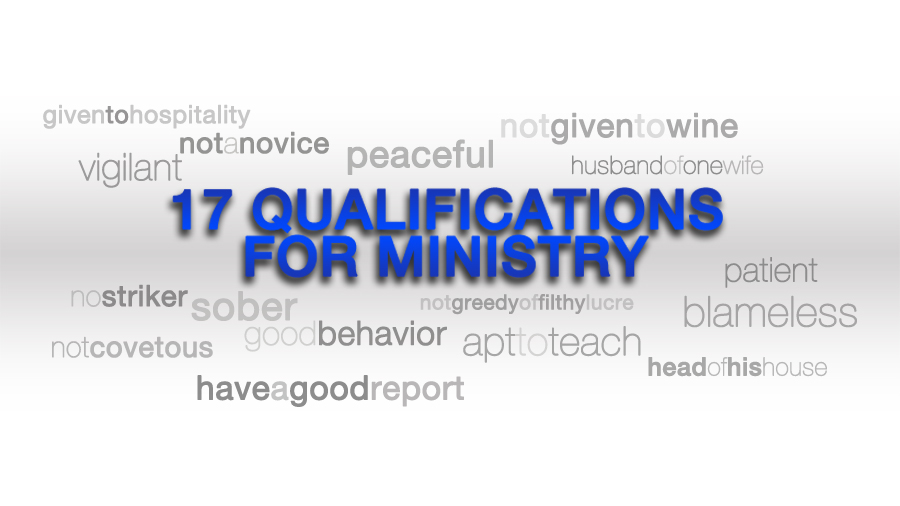 giventohospitality
notanovice
vigilant
peaceful
notgiventowine
husbandofonewife
17 QUALIFICATIONS
FOR MINISTRY
patient
nostriker
sober
notgreedyoffilthylucre
blameless
goodbehavior
apttoteach
notcovetous
headofhishouse
haveagoodreport